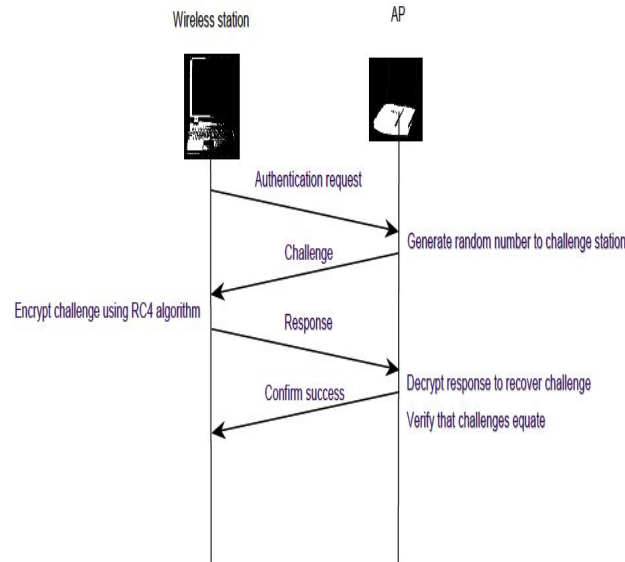 Wireless station
AP
Authentication request
Generate random number to challenge station
Challenge
Encrypt challenge using RC4 algorithm
Response
Decrypt response to recover challenge
Confirm success
Verify that challenges equate